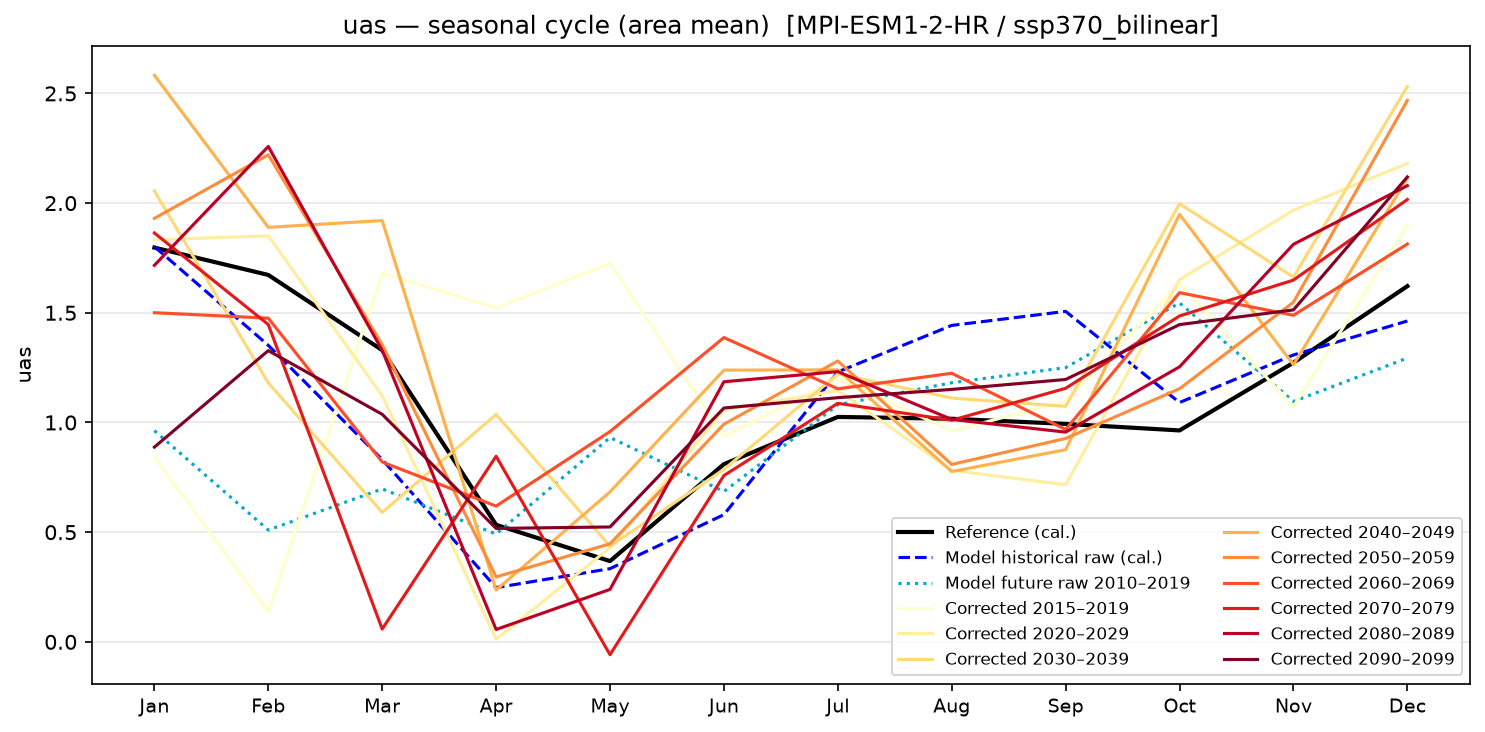 uas — seasonal cycle (area mean)  [MPI-ESM1-2-HR / ssp370_bilinear]
uas
2.5
2.0
1.5
1.0
0.5
0.0
Jan Feb Mar Apr May Jun Jul Aug Sep Oct Nov Dec
Reference (cal.)
Model historical raw (cal.)
Model future raw 2010–2019
Corrected 2015–2019
Corrected 2020–2029
Corrected 2030–2039
Corrected 2040–2049
Corrected 2050–2059
Corrected 2060–2069
Corrected 2070–2079
Corrected 2080–2089
Corrected 2090–2099